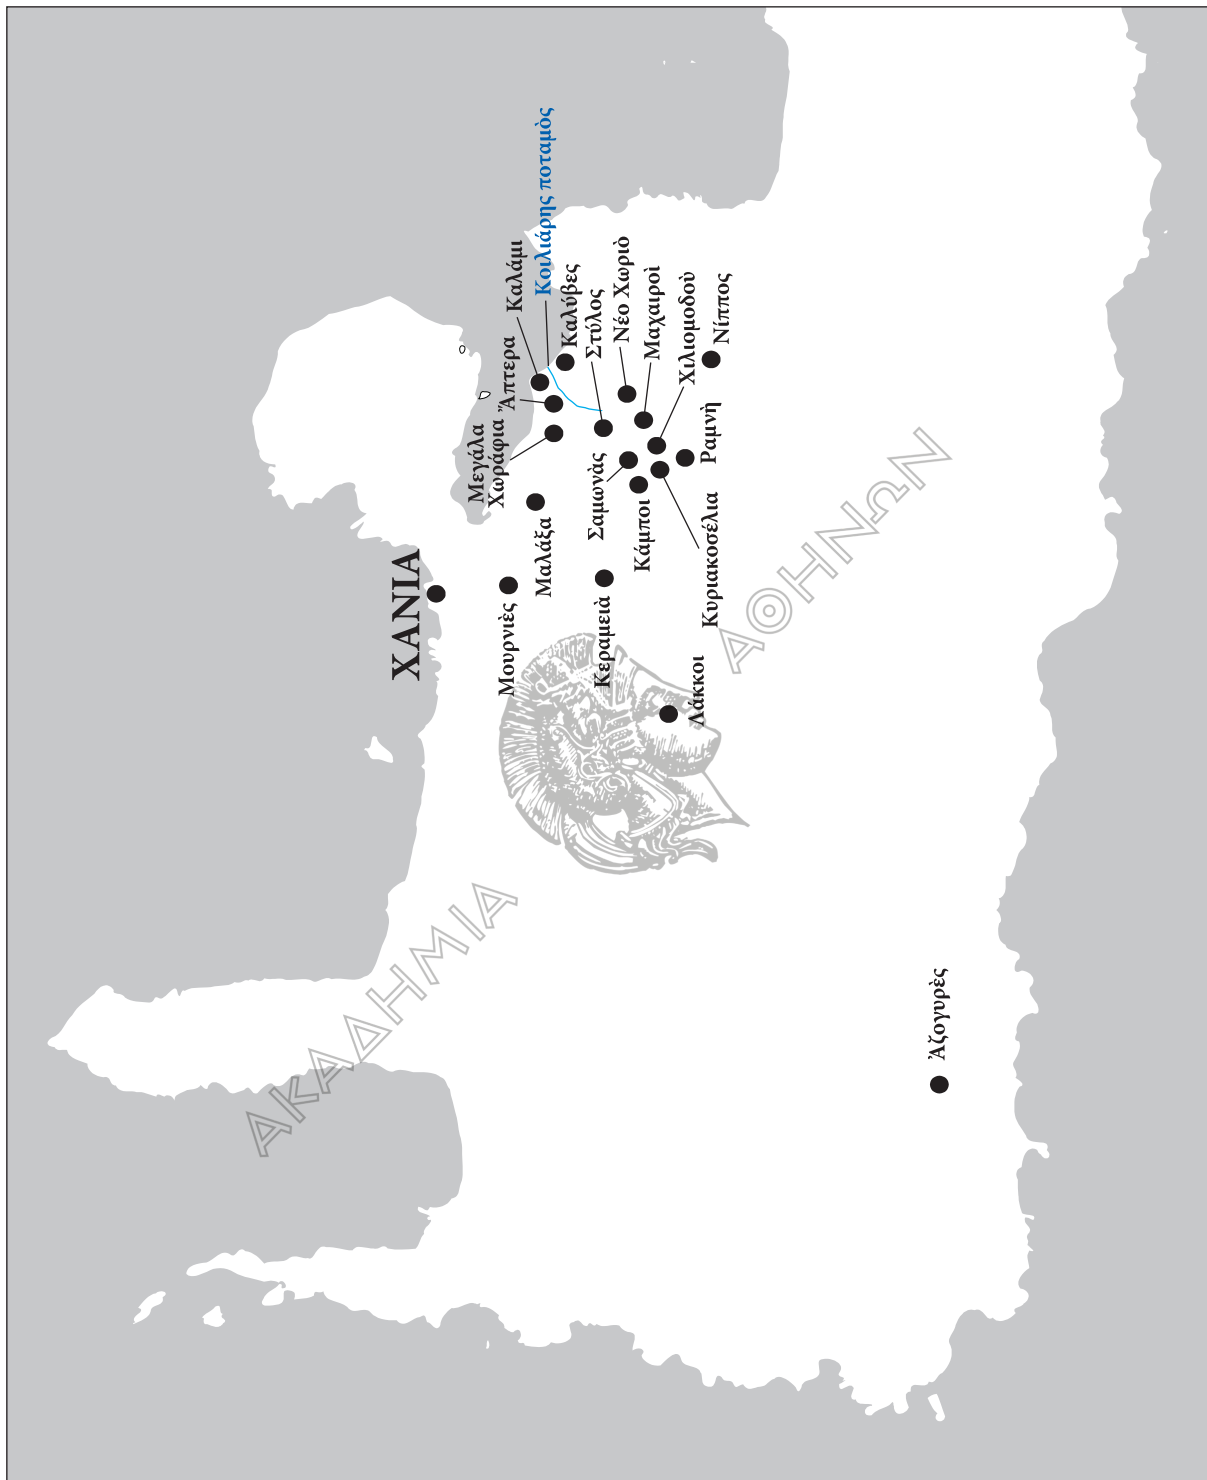 ΧΑΝΙΑ
Μεγάλα
Χωράφια
Ἄπτερα
Καλάμι
Κοιλιάρης ποταμὸς
Καλύβες
Στύλος
Νέο Χωριὸ
Μαχαιροὶ
Χιλιομοδοὺ
Νίππος
Μουρνιὲς
Μαλάξα
Σαμωνὰς
Κάμποι
Ραμνὴ
Κεραμειὰ
Κυριακοσέλια
Λάκκοι
Ἀζογυρὲς
ΑΚΑΔΗΜΙΑ
ΑΘΗΝΩΝ